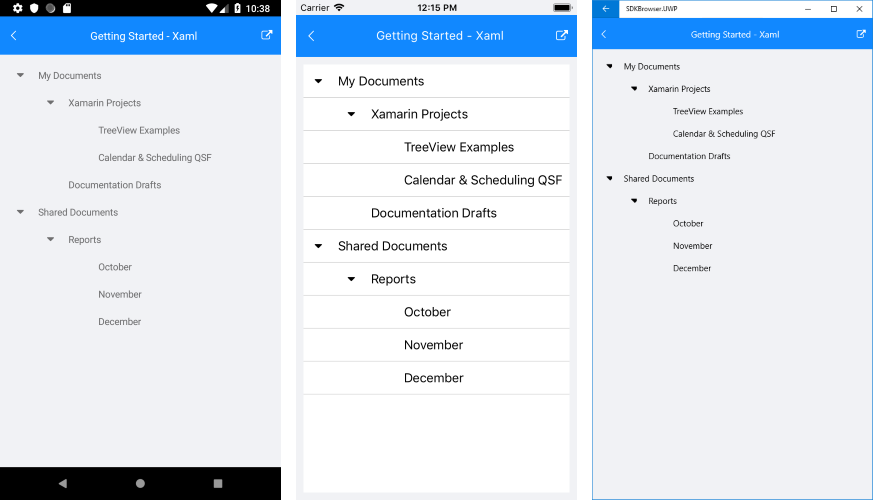 10:38
Getting Started - Xaml
My Documents
Xamarin Projects
TreeView Examples
Calendar & Scheduling QSF
Documentation Drafts
Shared Documents
Reports
October
November
December
Carrier 12:15 PM
Getting Started - Xaml
My Documents
Xamarin Projects
TreeView Examples
Calendar & Scheduling QSF
Documentation Drafts
Shared Documents
Reports
October
November
December
SDKBrowser.UWP
Getting Started - Xaml
My Documents
Xamarin Projects
TreeView Examples
Calendar & Scheduling QSF
Documentation Drafts
Shared Documents
Reports
October
November
December